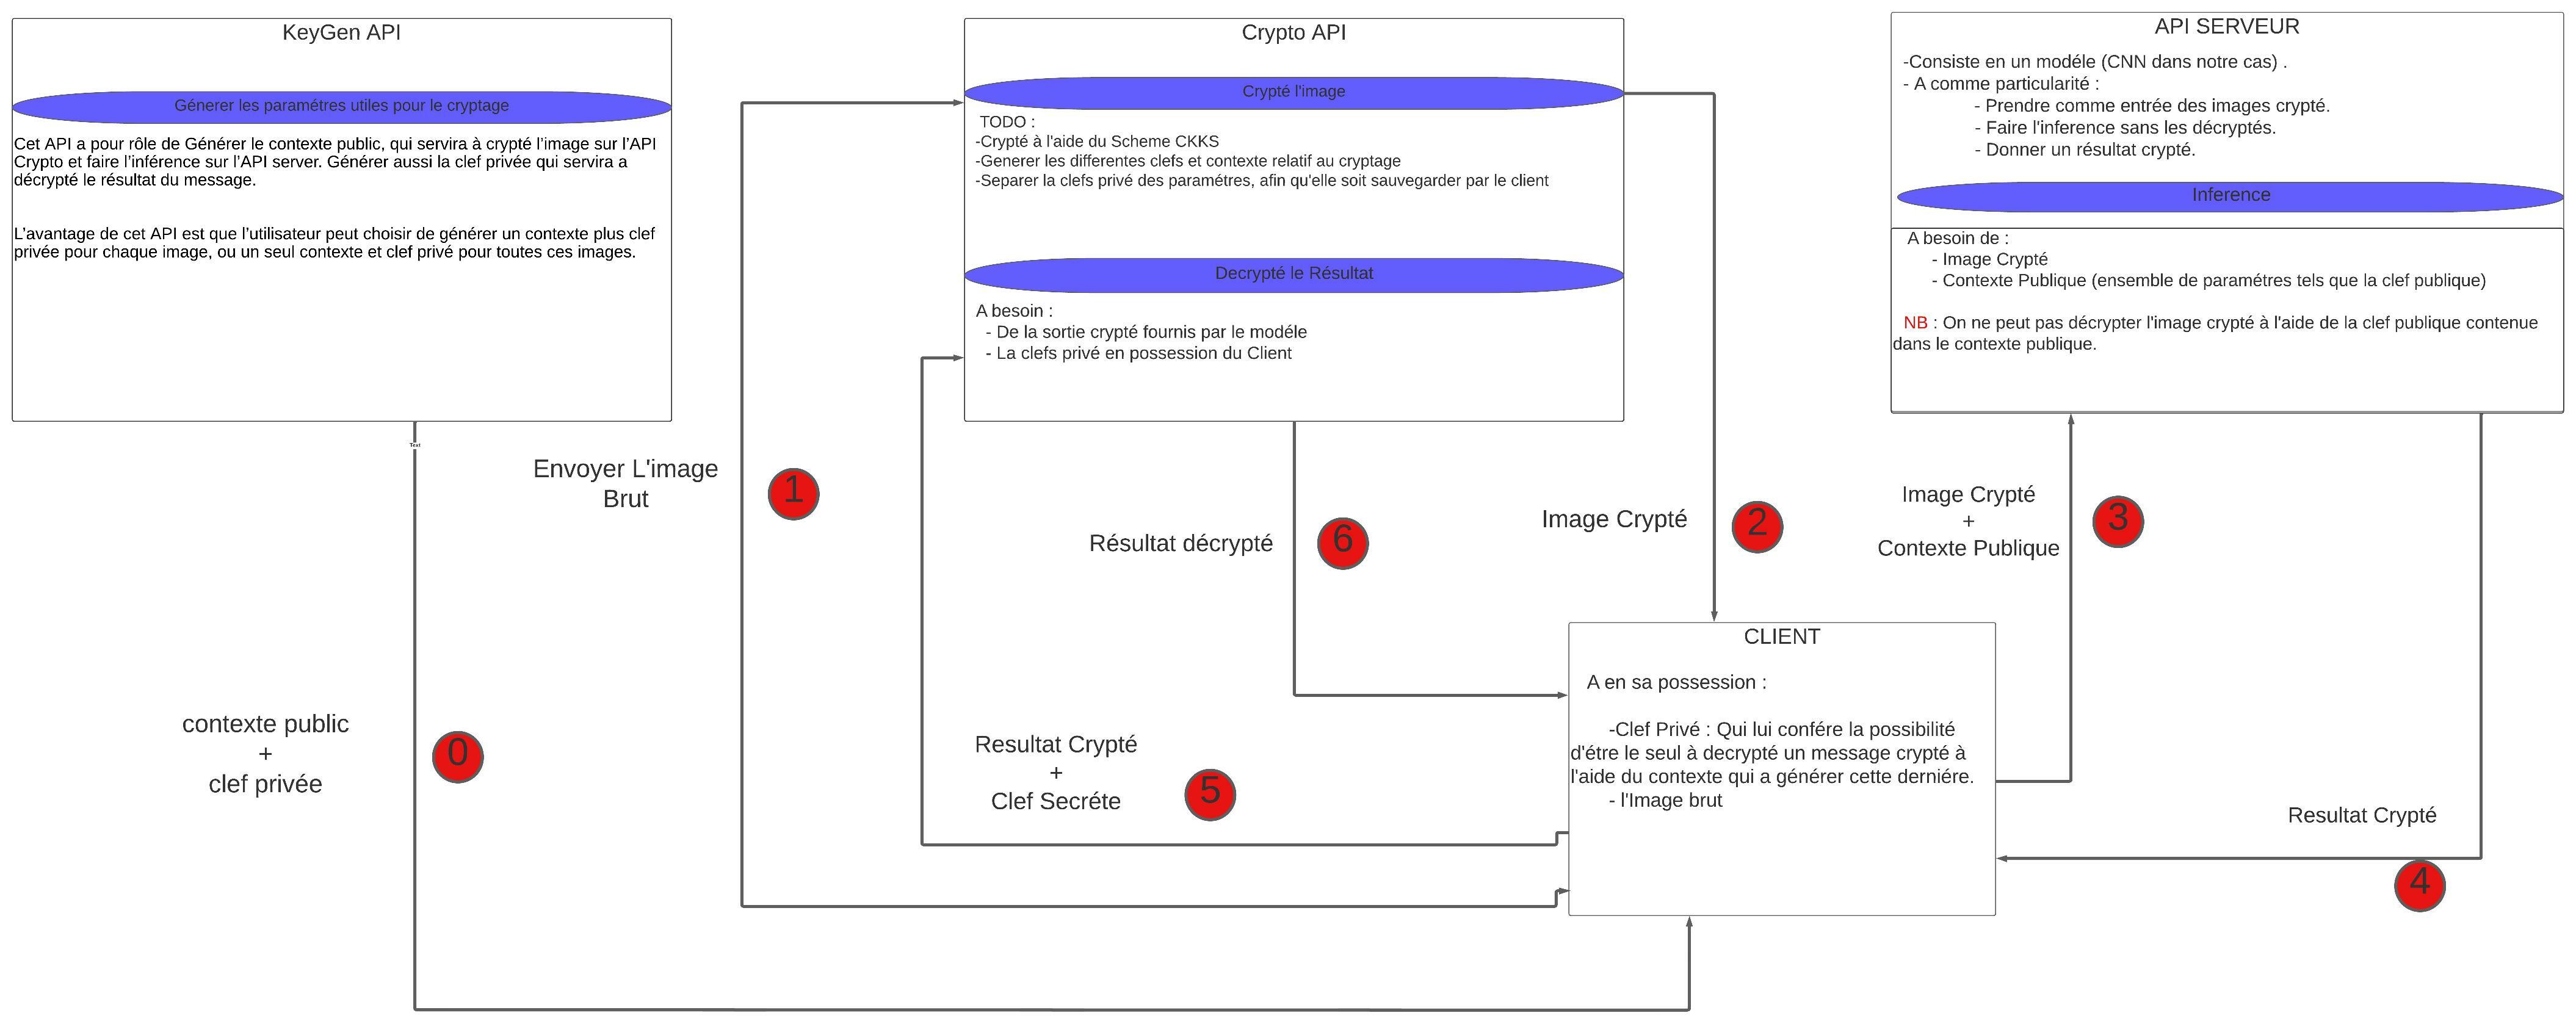 KeyGen API
Génerer les paramétres utiles pour le cryptage
Cet API a pour rôle de Générer le contexte public, qui servira à crypté l'image sur l'API
Crypto et faire l'inférence sur l'API server. Générer aussi la clef privée qui servira a
décrypté le résultat du message.
L'avantage de cet API est que l'utilisateur peut choisir de générer un contexte plus clef
privée pour chaque image, ou un seul contexte et clef privé pour toutes ces images.
Crypto API
Crypté l'image
TODO :
-Crypté à l'aide du Scheme CKKS
-Generer les differentes clefs et contexte relatif au cryptage
-Separer la clefs privé des paramétres, afin qu'elle soit sauvegarder par le client
Decrypté le Résultat
A besoin :
- De la sortie crypté fournis par le modéle
- La clefs privé en possession du Client
API SERVEUR
-Consiste en un modéle (CNN dans notre cas) .
- A comme particularité :
- Prendre comme entrée des images crypté.
- Faire l'inference sans les décryptés.
- Donner un résultat crypté.
Inference
A besoin de :
- Image Crypté
- Contexte Publique (ensemble de paramétres tels que la clef publique)
NB : On ne peut pas décrypter l'image crypté à l'aide de la clef publique contenue
dans le contexte publique.
Text
Envoyer L'image
Brut
1
Résultat décrypté
6
Image Crypté
2
Image Crypté
+
Contexte Publique
3
contexte public
+
clef privée
0
Resultat Crypté
+
Clef Secréte
5
CLIENT
A en sa possession :
-Clef Privé : Qui lui confére la possibilité
d'étre le seul à decrypté un message crypté à
l'aide du contexte qui a générer cette derniére.
- l'Image brut
Resultat Crypté
4